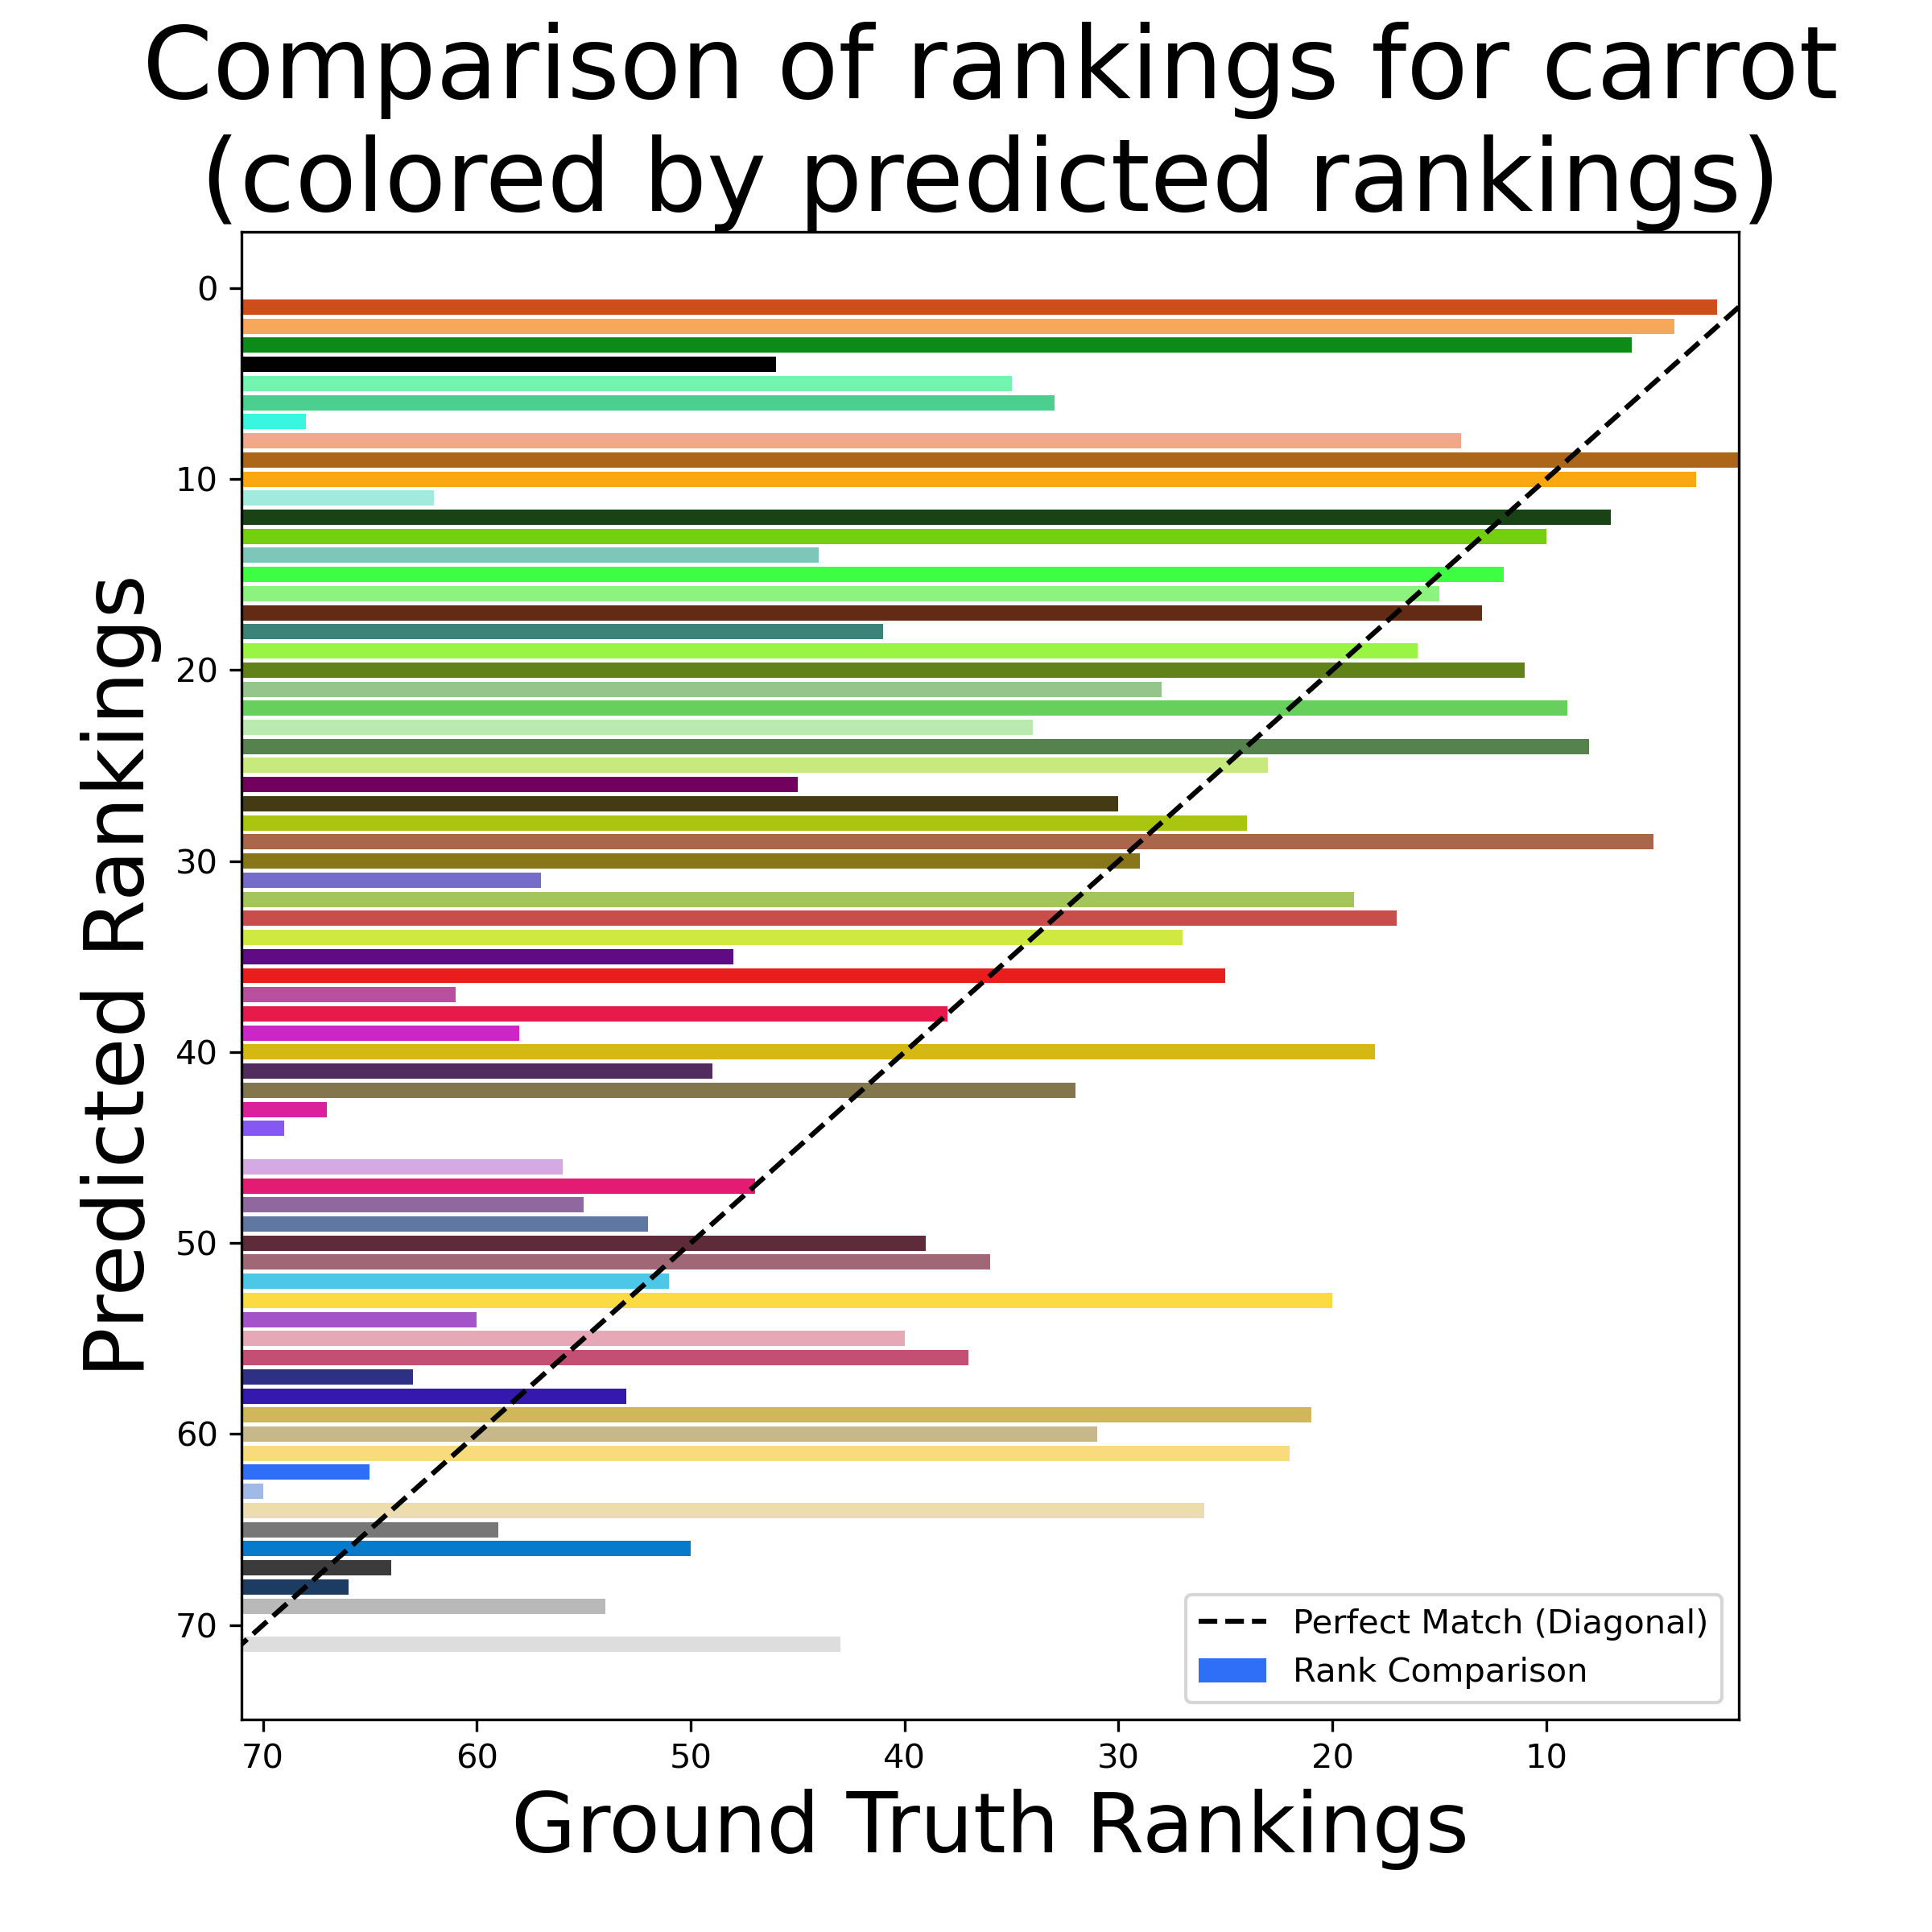 Comparison of rankings for carrot
(colored by predicted rankings)
Predicted Rankings
0
10
20
30
40
50
60
70
70
60
50
40
30
20
10
Ground Truth Rankings
Perfect Match (Diagonal)
Rank Comparison